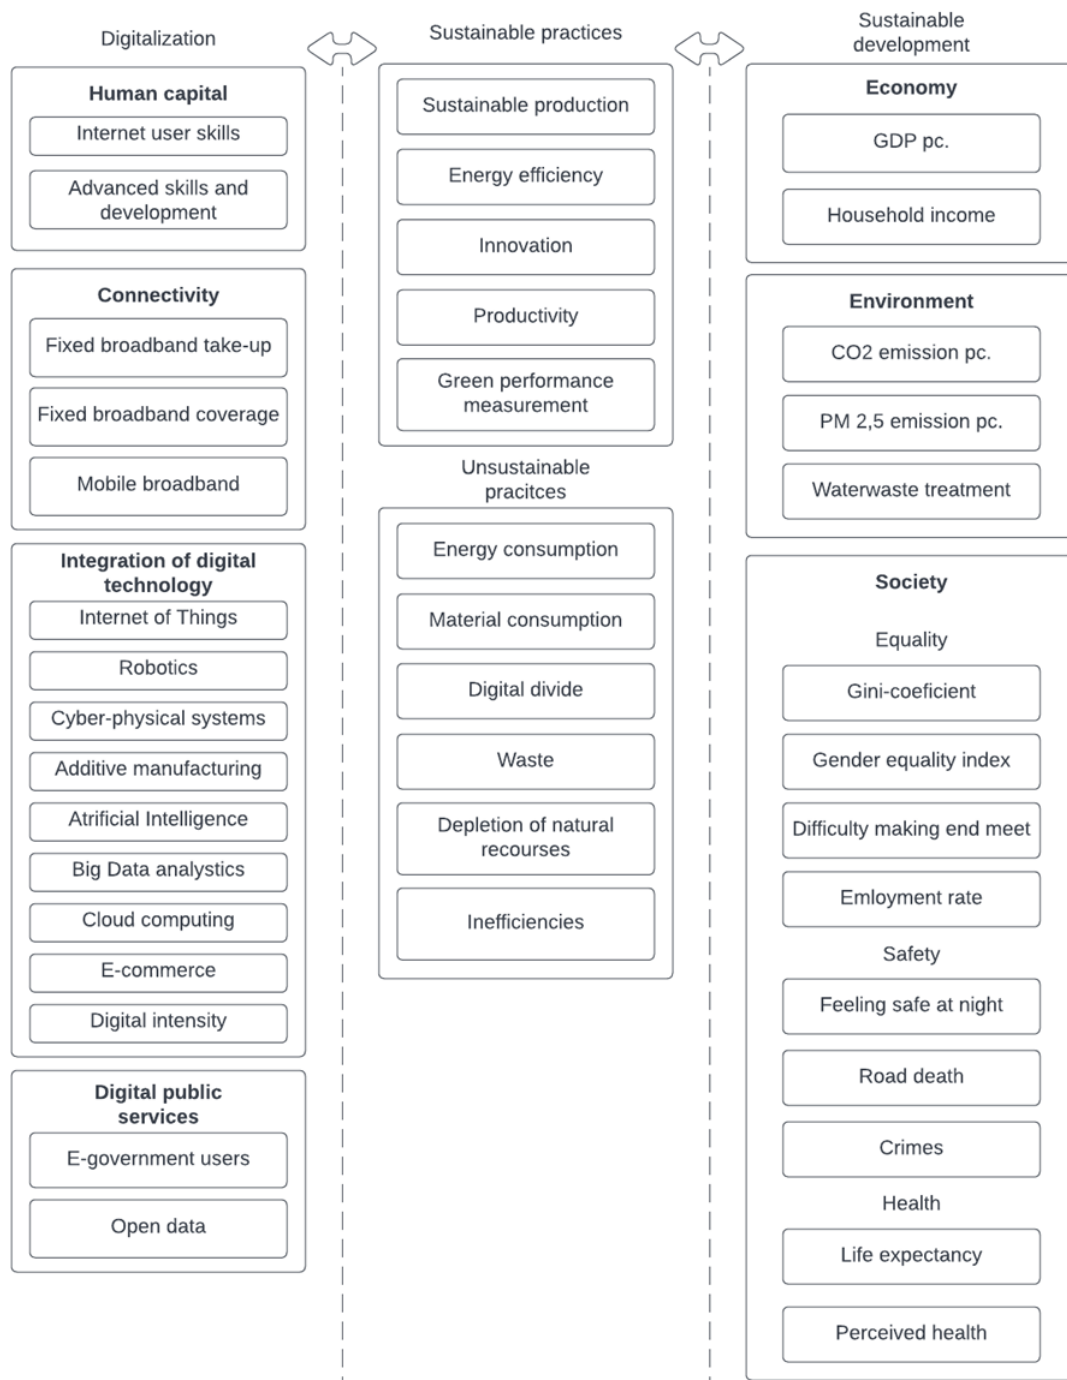 Digitalization
Human capital
Internet user skills
Advanced skills and
development
Connectivity
Fixed broadband take-up
Fixed broadband coverage
Mobile broadband
Integration of digital
technology
Internet of Things
Robotics
Cyber-physical systems
Additive manufacturing
Atrificial Intelligence
Big Data analystics
Cloud computing
E-commerce
Digital intensity
Digital public
services
E-government users
Open data
Sustainable practices
Sustainable production
Energy efficiency
Innovation
Productivity
Green performance
measurement
Unsustainable
pracitces
Energy consumption
Material consumption
Digital divide
Waste
Depletion of natural
recourses
Inefficiencies
Sustainable
development
Economy
GDP pc.
Household income
Environment
CO2 emission pc.
PM 2,5 emission pc.
Waterwaste treatment
Society
Equality
Gini-coeficient
Gender equality index
Difficulty making end meet
Emloyment rate
Safety
Feeling safe at night
Road death
Crimes
Health
Life expectancy
Perceived health